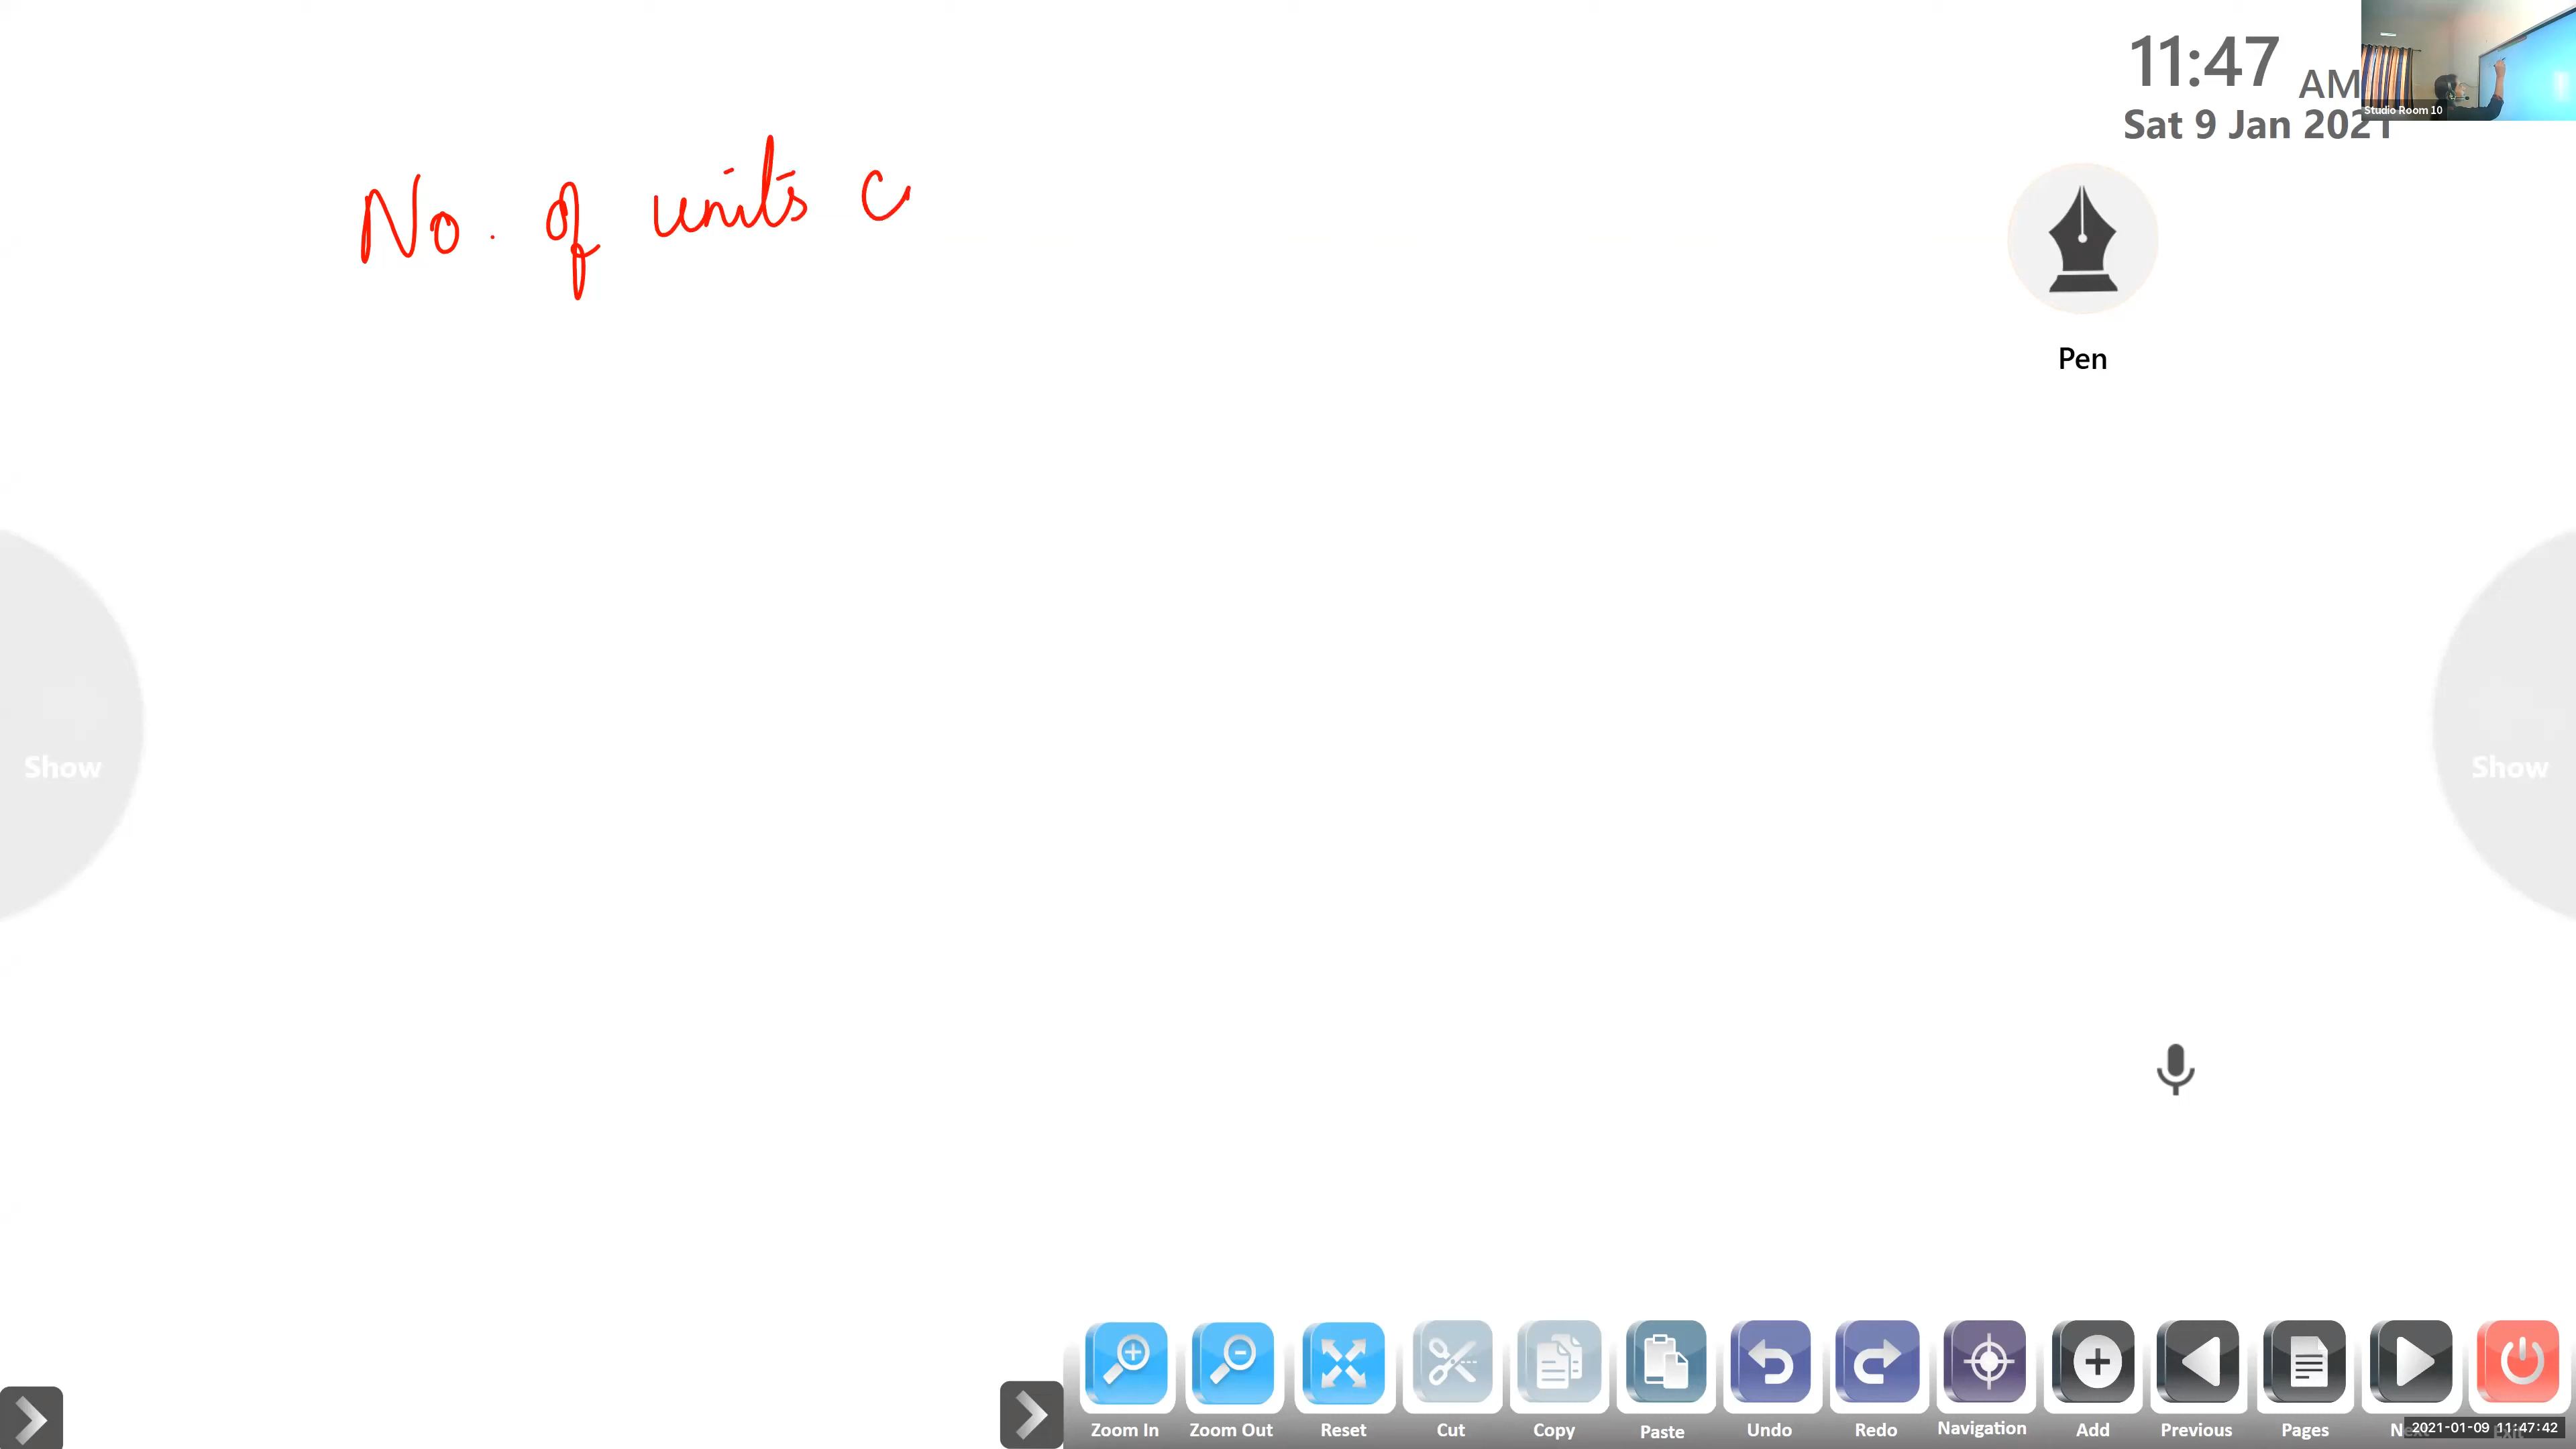 11:47 AM
Studio Room 10
Sat 9 Jan 2021
No. of units c
Pen
Show
Show
Zoom In Zoom Out Reset Cut Copy Paste Undo Redo Navigation Add Previous Pages
2021-01-09 11:47:42